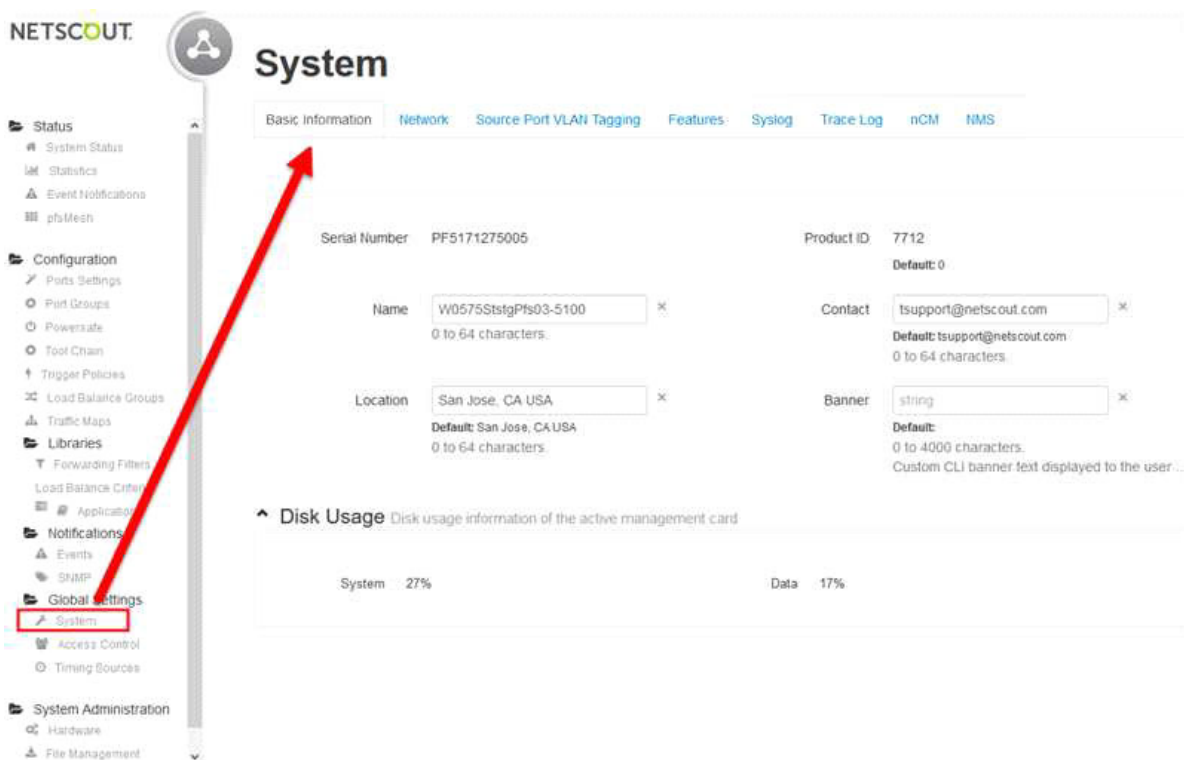 NETSCOUT.
System
Basic Information Network Source Port VLAN Tagging Features Syslog Trace Log nCM NMS
Status
System Status
Statistics
Event Notifications
pfsMesh
Configuration
Ports Settings
Port Groups
Powersafe
Tool Chain
Trigger Policies
Load Balance Groups
Traffic Maps
Libraries
Forwarding Filters
Load Balance
Notifications
Events
SNMP
Global Settings
System
Access Control
Timing Sources
System Administration
Hardware
File Management
Serial Number PF5171275005 Product ID 7712
Default: 0
Name W0575StstgPfs03-5100 × Contact tsupport@netscout.com ×
0 to 64 characters. Default: tsupport@netscout.com
0 to 64 characters.
Location San Jose, CA USA × Banner string ×
Default: San Jose, CA USA Default:
0 to 64 characters. 0 to 4000 characters.
Custom CLI banner text displayed to the user ...
Disk Usage Disk usage information of the active management card
System 27% Data 17%